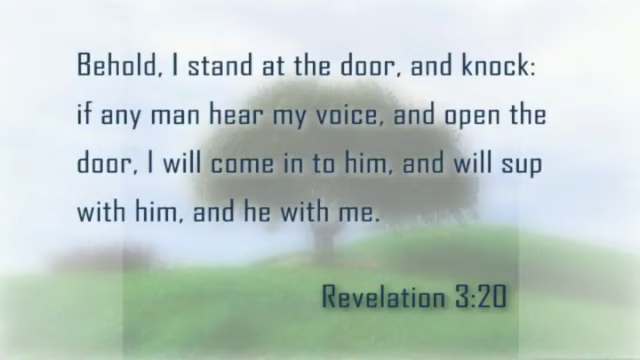 Behold, I stand at the door, and knock:
if any man hear my voice, and open the
door, I will come in to him, and will sup
with him, and he with me.
Revelation 3:20